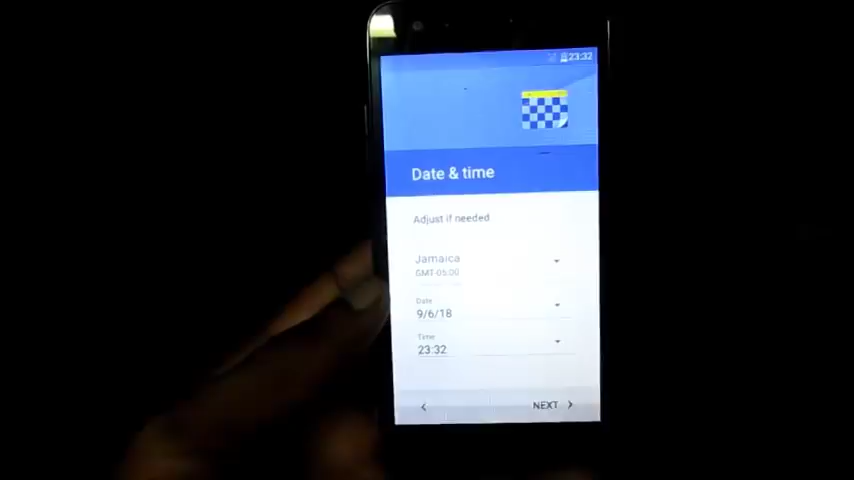 23:32
Date & time
Adjust if needed
Jamaica
GMT-05:00
Date
9/6/18
Time
23:32
NEXT